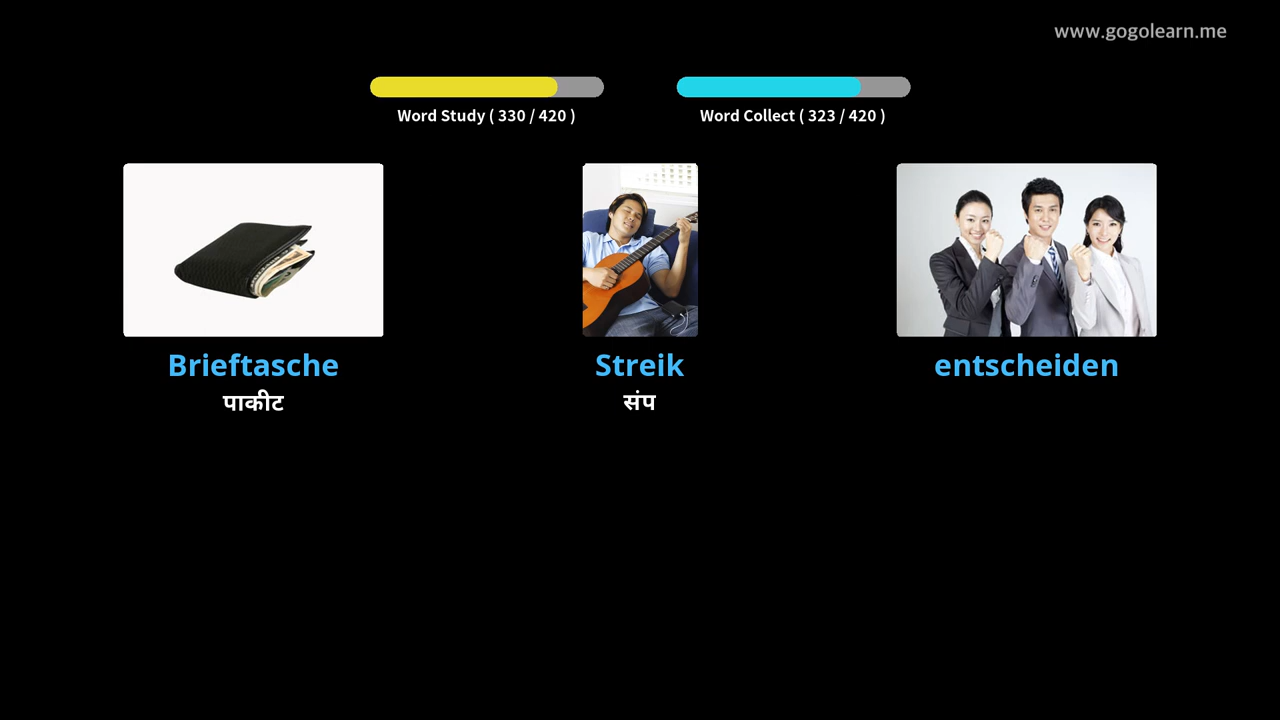 www.gogolearn.me
Word Study ( 330 / 420 )
Word Collect ( 323 / 420 )
Brieftasche
Streik
entscheiden
पाकीट
संप